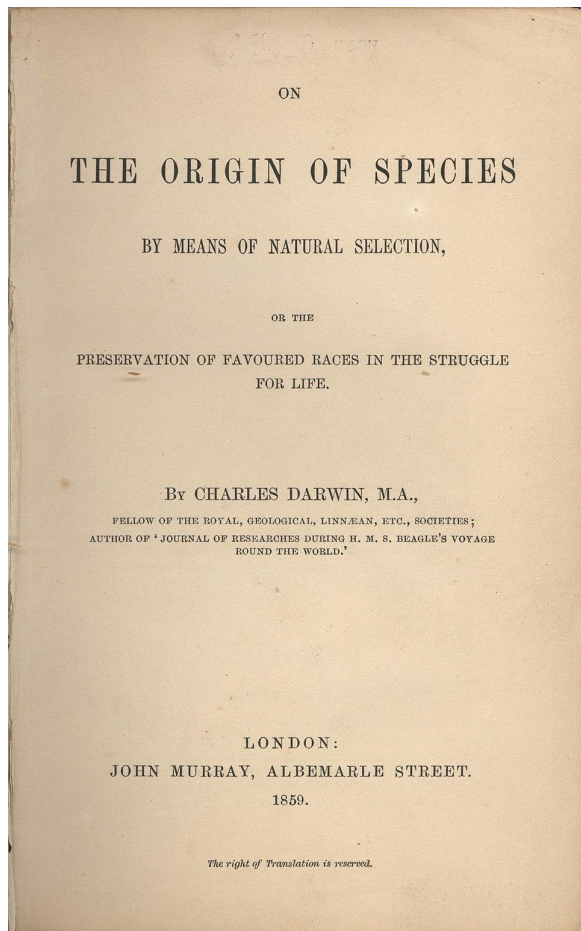 ON
THE ORIGIN OF SPECIES
BY MEANS OF NATURAL SELECTION,
OR THE
PRESERVATION OF FAVOURED RACES IN THE STRUGGLE
FOR LIFE.
By CHARLES DARWIN, M.A.,
FELLOW OF THE ROYAL, GEOLOGICAL, LINNÆAN, ETC., SOCIETIES;
AUTHOR OF ‘JOURNAL OF RESEARCHES DURING H. M. S. BEAGLE’S VOYAGE
ROUND THE WORLD.’
LONDON:
JOHN MURRAY, ALBEMARLE STREET.
1859.
The right of Translation is reserved.